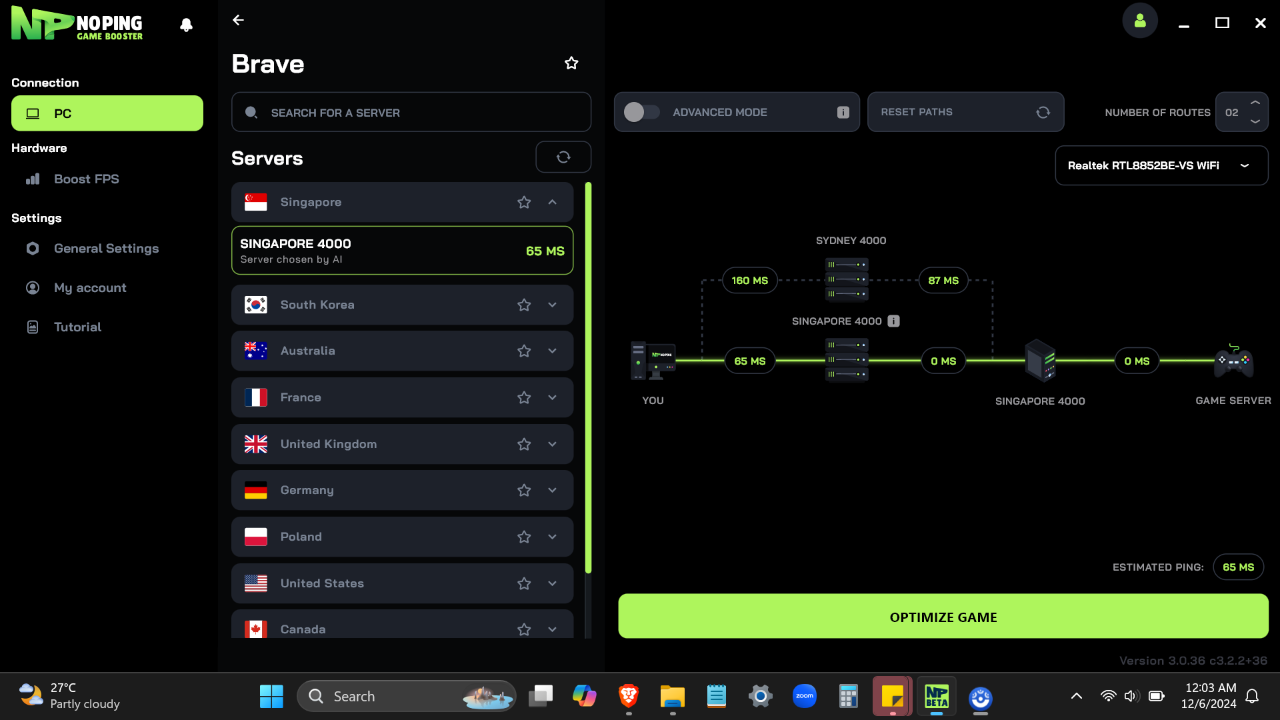 NP NO PING
GAME BOOSTER
Connection
PC
Hardware
Boost FPS
Settings
General Settings
My account
Tutorial
Brave
SEARCH FOR A SERVER
Servers
Singapore
SINGAPORE 4000
Server chosen by AI
65 MS
South Korea
Australia
France
United Kingdom
Germany
Poland
United States
Canada
ADVANCED MODE
RESET PATHS
NUMBER OF ROUTES 02
Realtek RTL8852BE-VS WiFi
SYDNEY 4000
160 MS
87 MS
SINGAPORE 4000
65 MS
0 MS
0 MS
YOU
SINGAPORE 4000
GAME SERVER
ESTIMATED PING: 65 MS
OPTIMIZE GAME
Version 3.0.36 c3.2.2+36
27°C
Partly cloudy
Search
zoom
NP
BETA
12:03 AM
12/6/2024